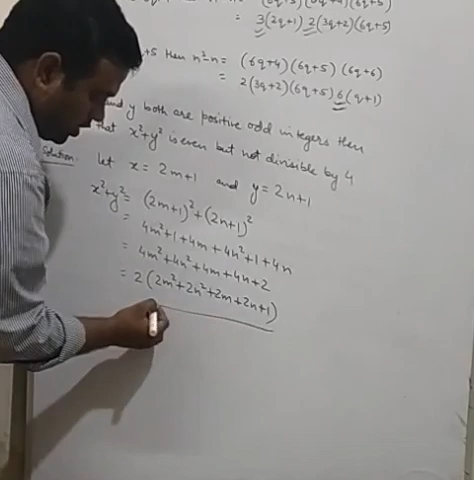 = 3(2q+1) 2(3q+2)(6q+5)
+5 then n²-n = (6q+4)(6q+5)(6q+6)
= 2(3q+2)(6q+5)6(q+1)
and y both are positive odd integers then
that x²+y² is even but not divisible by 4
Solution. let x = 2m+1 and y = 2n+1
x²+y² = (2m+1)²+(2n+1)²
= 4m²+1+4m+4n²+1+4n
= 4m²+4n²+4m+4n+2
= 2(2m²+2n²+2m+2n+1)